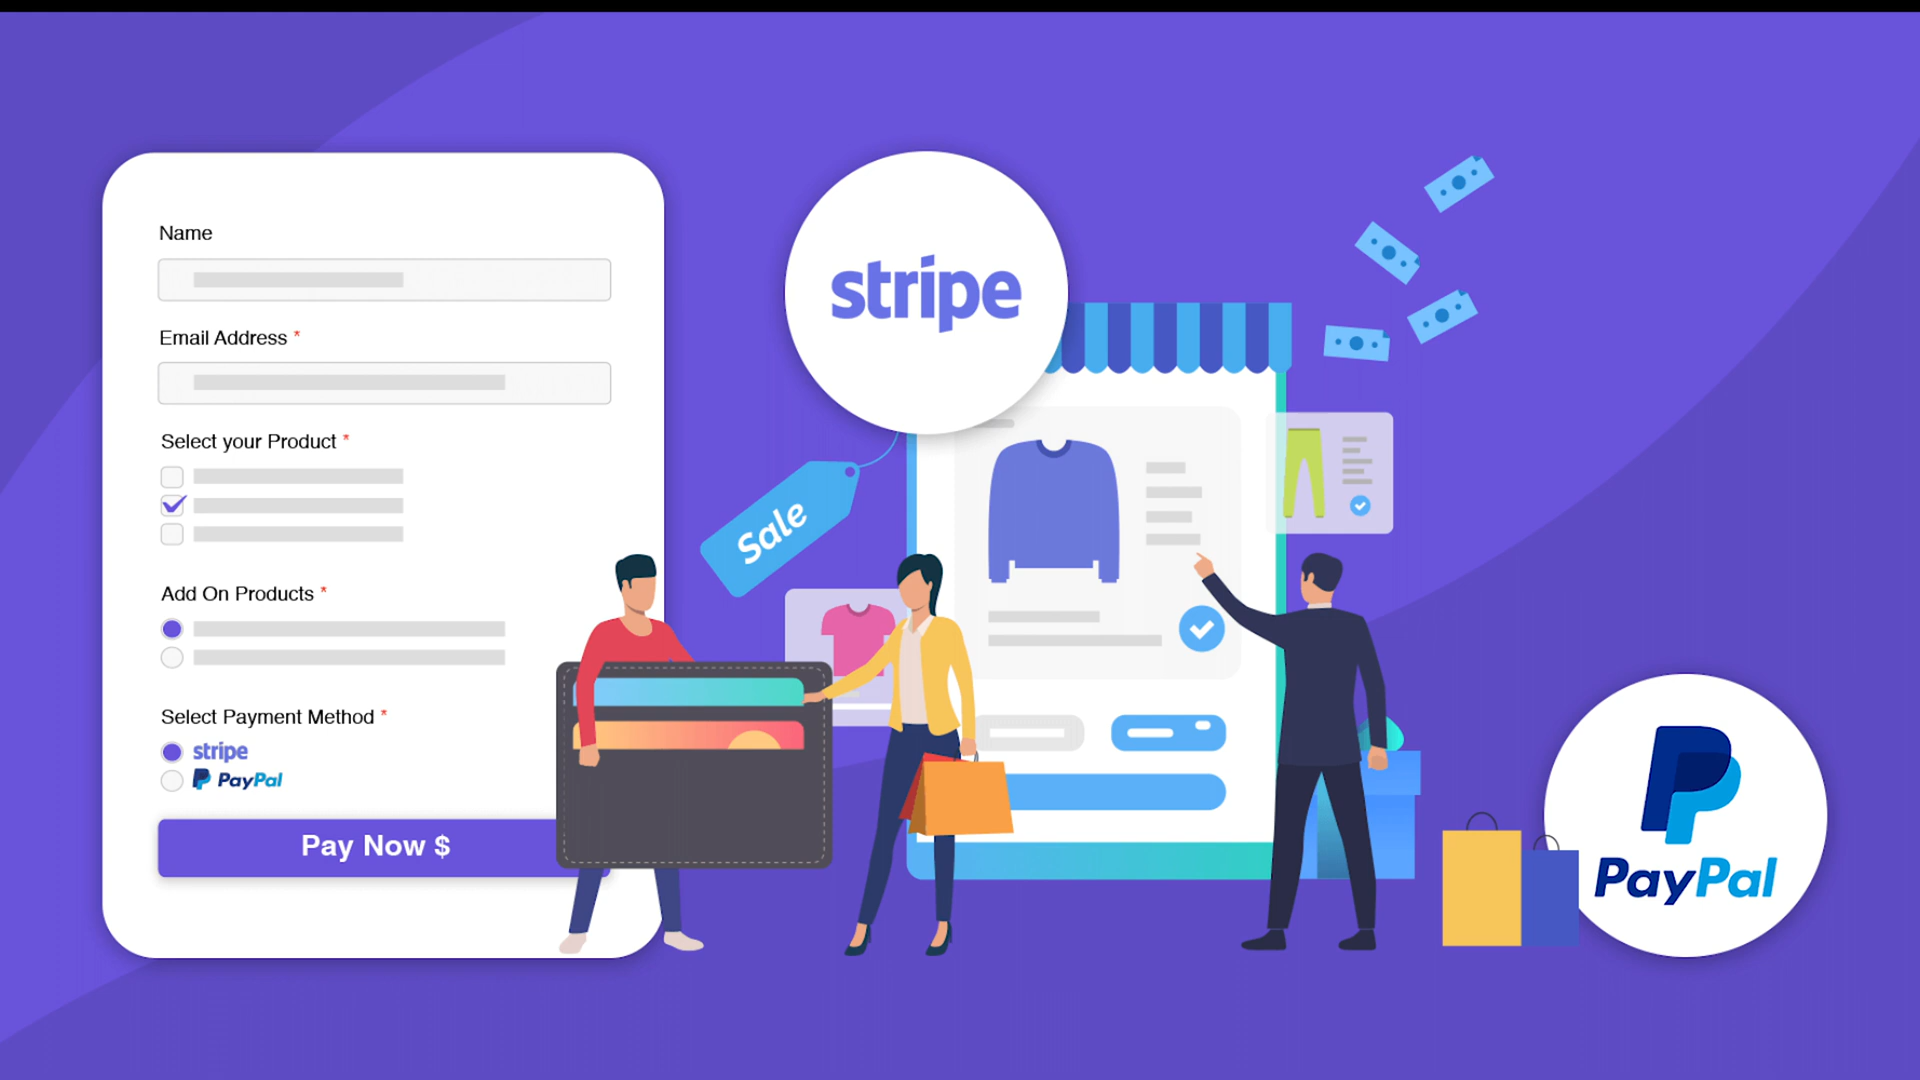 Name
Email Address *
Select your Product *
Add On Products *
Select Payment Method *
stripe
PayPal
Pay Now $
stripe
Sale
PayPal